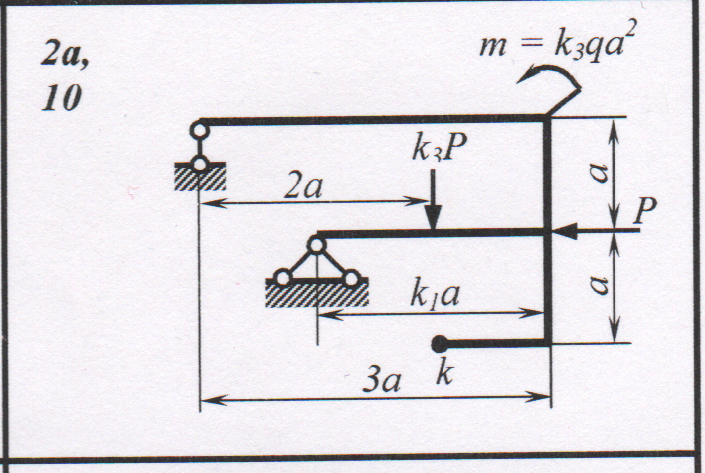 2а,
10
m = k₃qa²
k₃P
a
2a
P
k₁a
a
k
3a